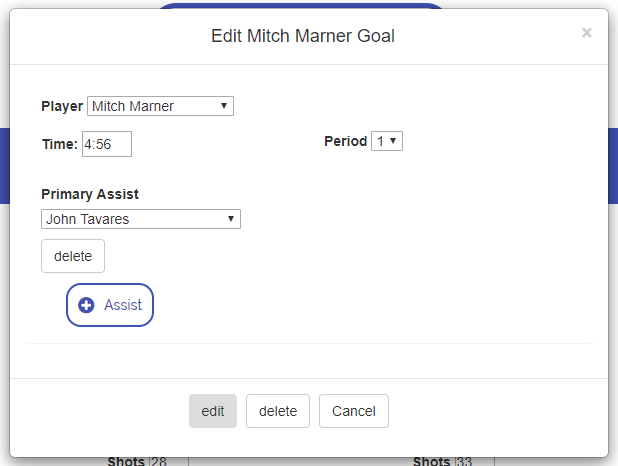 Edit Mitch Marner Goal ×
Player Mitch Marner
Time: 4:56 Period 1
Primary Assist
John Tavares
delete
Assist
edit delete Cancel
Shots 28 Shots 33